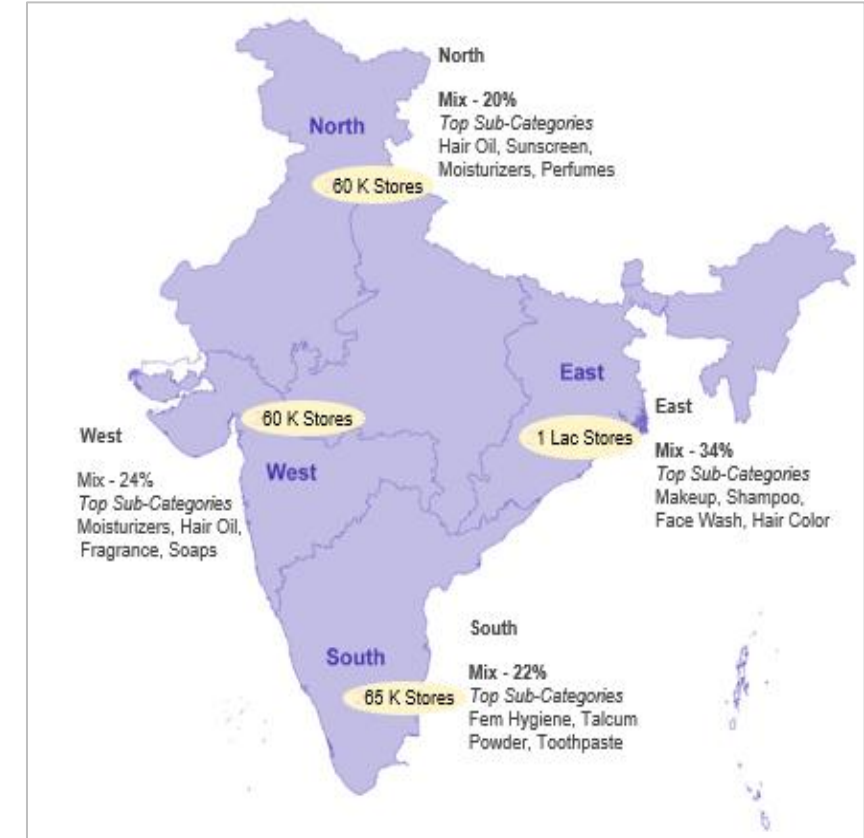 North
Mix - 20%
Top Sub-Categories
Hair Oil, Sunscreen,
Moisturizers, Perfumes
North
60 K Stores
East
1 Lac Stores
East
Mix - 34%
Top Sub-Categories
Makeup, Shampoo,
Face Wash, Hair Color
60 K Stores
West
West
Mix - 24%
Top Sub-Categories
Moisturizers, Hair Oil,
Fragrance, Soaps
South
65 K Stores
South
Mix - 22%
Top Sub-Categories
Fem Hygiene, Talcum
Powder, Toothpaste